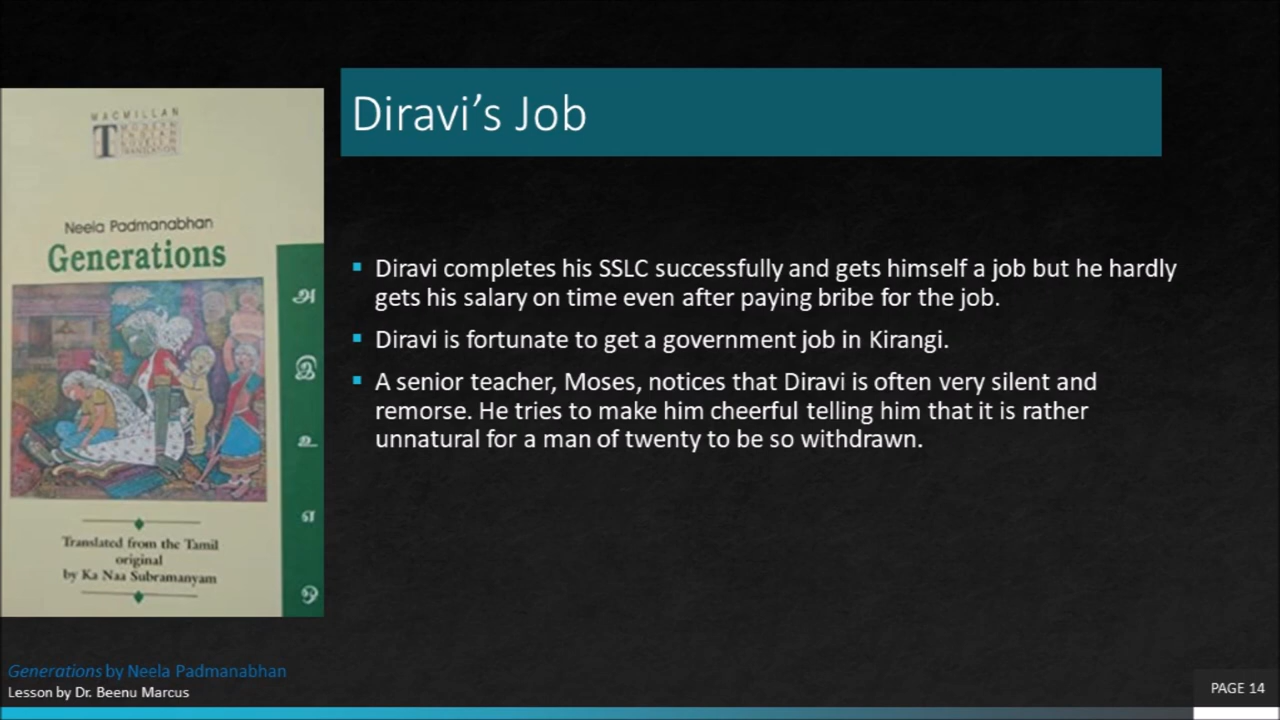 Diravi's Job
MACMILLAN
Neela Padmanabhan
Generations
அ
இ
உ
எ
ஒ
Translated from the Tamil
original
by Ka Naa Subramanyam
▪ Diravi completes his SSLC successfully and gets himself a job but he hardly
gets his salary on time even after paying bribe for the job.
▪ Diravi is fortunate to get a government job in Kirangi.
▪ A senior teacher, Moses, notices that Diravi is often very silent and
remorse. He tries to make him cheerful telling him that it is rather
unnatural for a man of twenty to be so withdrawn.
Generations by Neela Padmanabhan
Lesson by Dr. Beenu Marcus
PAGE 14